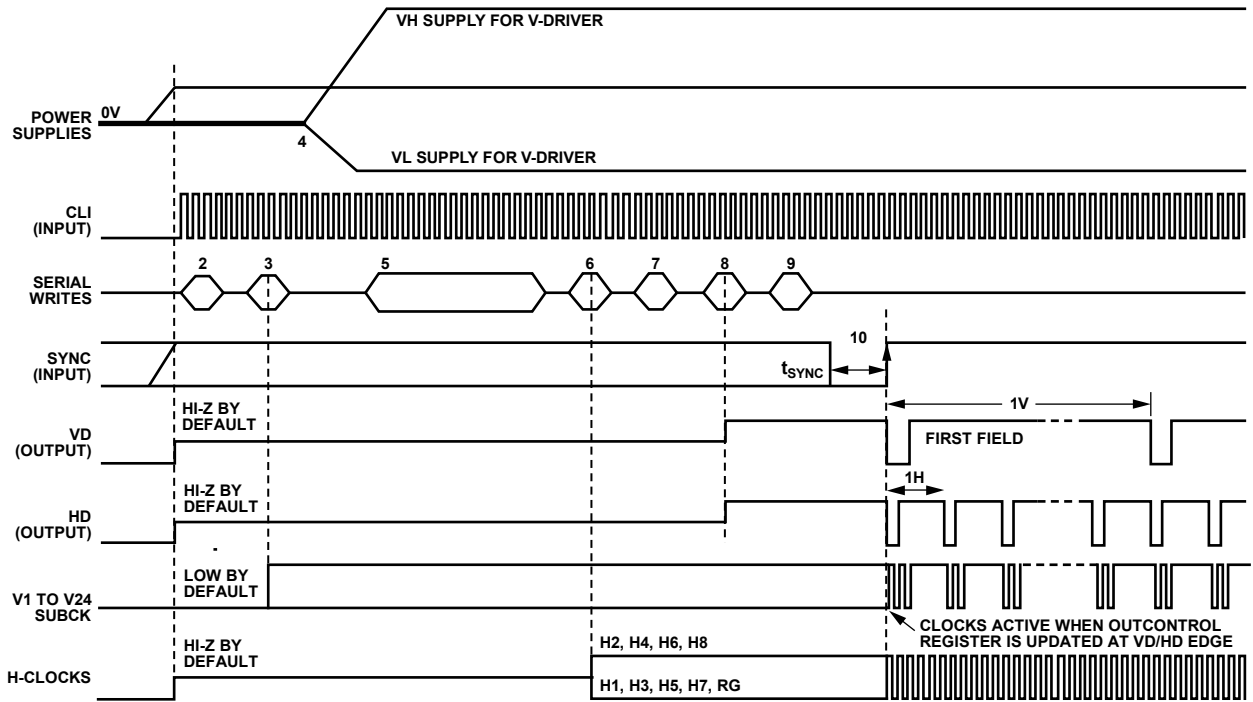 VH SUPPLY FOR V-DRIVER
POWER
SUPPLIES
0V
4
VL SUPPLY FOR V-DRIVER
CLI
(INPUT)
SERIAL
WRITES
2
3
5
6
7
8
9
SYNC
(INPUT)
tSYNC
10
VD
(OUTPUT)
HI-Z BY
DEFAULT
1V
FIRST FIELD
HD
(OUTPUT)
HI-Z BY
DEFAULT
1H
V1 TO V24
SUBCK
LOW BY
DEFAULT
CLOCKS ACTIVE WHEN OUTCONTROL
REGISTER IS UPDATED AT VD/HD EDGE
H-CLOCKS
HI-Z BY
DEFAULT
H2, H4, H6, H8
H1, H3, H5, H7, RG